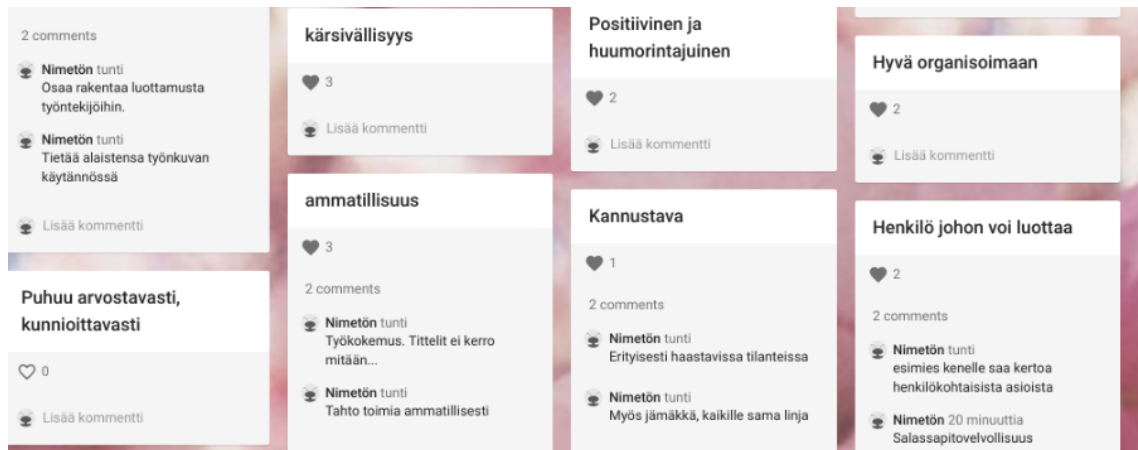 2 comments
Nimetön tunti
Osaa rakentaa luottamusta
työntekijöihin.
Nimetön tunti
Tietää alaistensa työnkuvan
käytännössä
Lisää kommentti
Puhuu arvostavasti,
kunnioittavasti
0
Lisää kommentti
kärsivällisyys
3
Lisää kommentti
ammatillisuus
3
2 comments
Nimetön tunti
Työkokemus. Tittelit ei kerro
mitään...
Nimetön tunti
Tahto toimia ammatillisesti
Positiivinen ja
huumorintajuinen
2
Lisää kommentti
Kannustava
1
2 comments
Nimetön tunti
Erityisesti haastavissa tilanteissa
Nimetön tunti
Myös jämäkkä, kaikille sama linja
Hyvä organisoimaan
2
Lisää kommentti
Henkilö johon voi luottaa
2
2 comments
Nimetön tunti
esimies kenelle saa kertoa
henkilökohtaisista asioista
Nimetön 20 minuuttia
Salassapitovelvollisuus